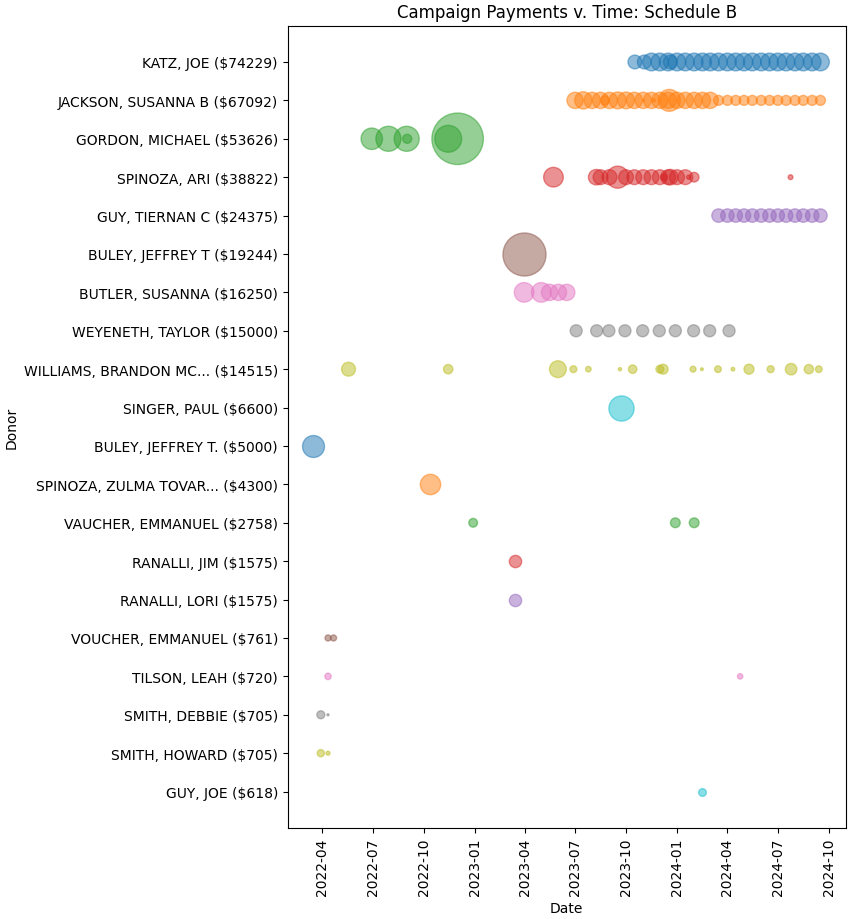 Campaign Payments v. Time: Schedule B
KATZ, JOE ($74229)
JACKSON, SUSANNA B ($67092)
GORDON, MICHAEL ($53626)
SPINOZA, ARI ($38822)
GUY, TIERNAN C ($24375)
BULEY, JEFFREY T ($19244)
BUTLER, SUSANNA ($16250)
WEYENETH, TAYLOR ($15000)
WILLIAMS, BRANDON MC... ($14515)
SINGER, PAUL ($6600)
BULEY, JEFFREY T. ($5000)
SPINOZA, ZULMA TOVAR... ($4300)
VAUCHER, EMMANUEL ($2758)
RANALLI, JIM ($1575)
RANALLI, LORI ($1575)
VOUCHER, EMMANUEL ($761)
TILSON, LEAH ($720)
SMITH, DEBBIE ($705)
SMITH, HOWARD ($705)
GUY, JOE ($618)
Donor
2022-04
2022-07
2022-10
2023-01
2023-04
2023-07
2023-10
2024-01
2024-04
2024-07
2024-10
Date